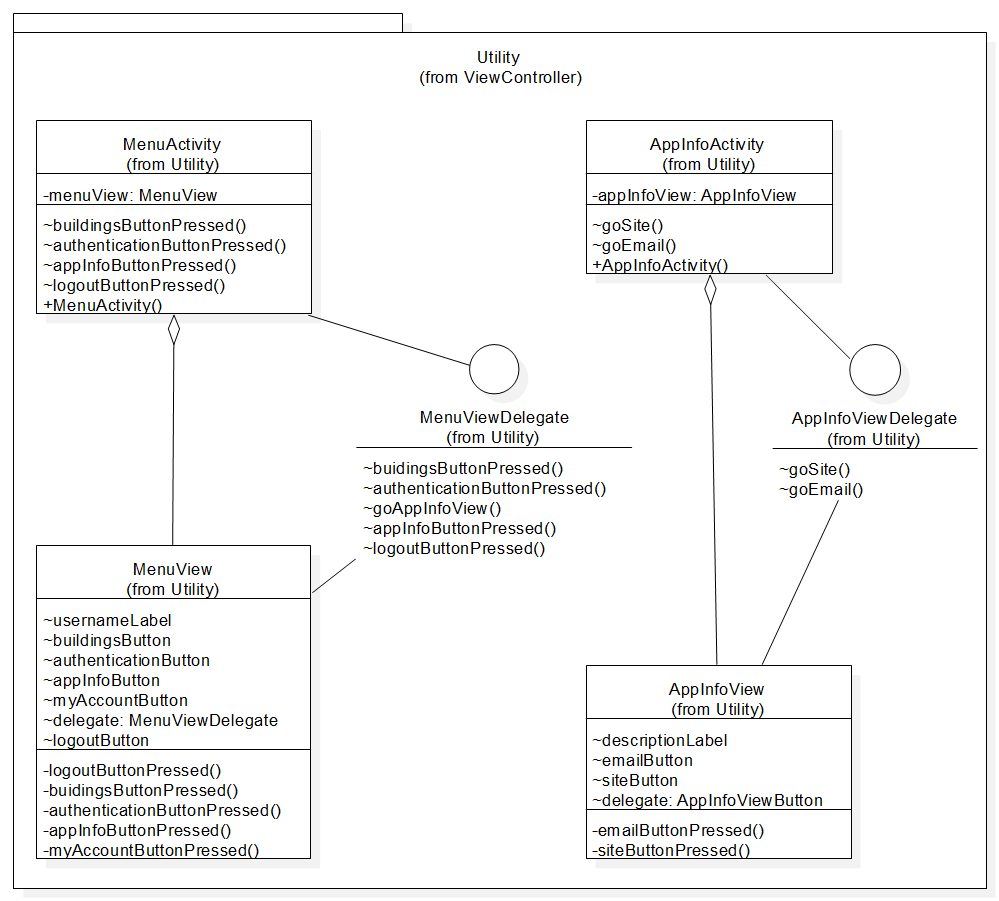 Utility
(from ViewController)
MenuActivity
(from Utility)
-menuView: MenuView
~buildingsButtonPressed()
~authenticationButtonPressed()
~appInfoButtonPressed()
~logoutButtonPressed()
+MenuActivity()
AppInfoActivity
(from Utility)
-appInfoView: AppInfoView
~goSite()
~goEmail()
+AppInfoActivity()
MenuViewDelegate
(from Utility)
~buidingsButtonPressed()
~authenticationButtonPressed()
~goAppInfoView()
~appInfoButtonPressed()
~logoutButtonPressed()
AppInfoViewDelegate
(from Utility)
~goSite()
~goEmail()
MenuView
(from Utility)
~usernameLabel
~buildingsButton
~authenticationButton
~appInfoButton
~myAccountButton
~delegate: MenuViewDelegate
~logoutButton
-logoutButtonPressed()
-buidingsButtonPressed()
-authenticationButtonPressed()
-appInfoButtonPressed()
-myAccountButtonPressed()
AppInfoView
(from Utility)
~descriptionLabel
~emailButton
~siteButton
~delegate: AppInfoViewButton
-emailButtonPressed()
-siteButtonPressed()